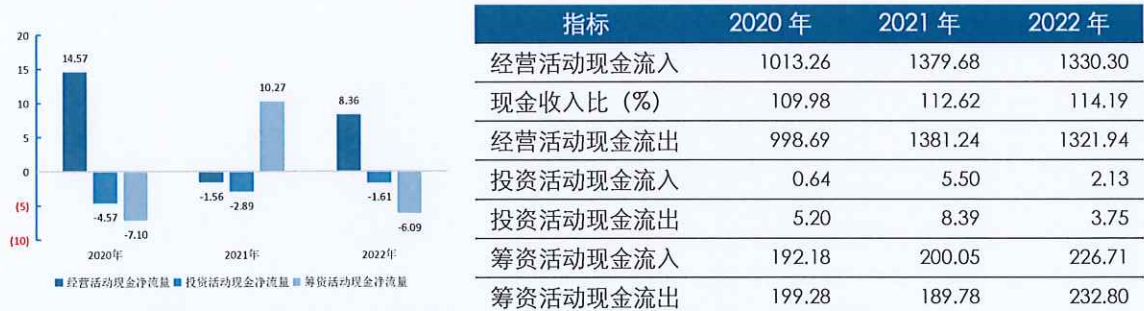 20
15
10
5
0
(5)
(10)
14.57
-4.57
-7.10
-1.56
-2.89
10.27
8.36
-1.61
-6.09
2020年 2021年 2022年
经营活动现金净流量 投资活动现金净流量 筹资活动现金净流量
指标 2020 年 2021 年 2022 年
经营活动现金流入 1013.26 1379.68 1330.30
现金收入比（%） 109.98 112.62 114.19
经营活动现金流出 998.69 1381.24 1321.94
投资活动现金流入 0.64 5.50 2.13
投资活动现金流出 5.20 8.39 3.75
筹资活动现金流入 192.18 200.05 226.71
筹资活动现金流出 199.28 189.78 232.80